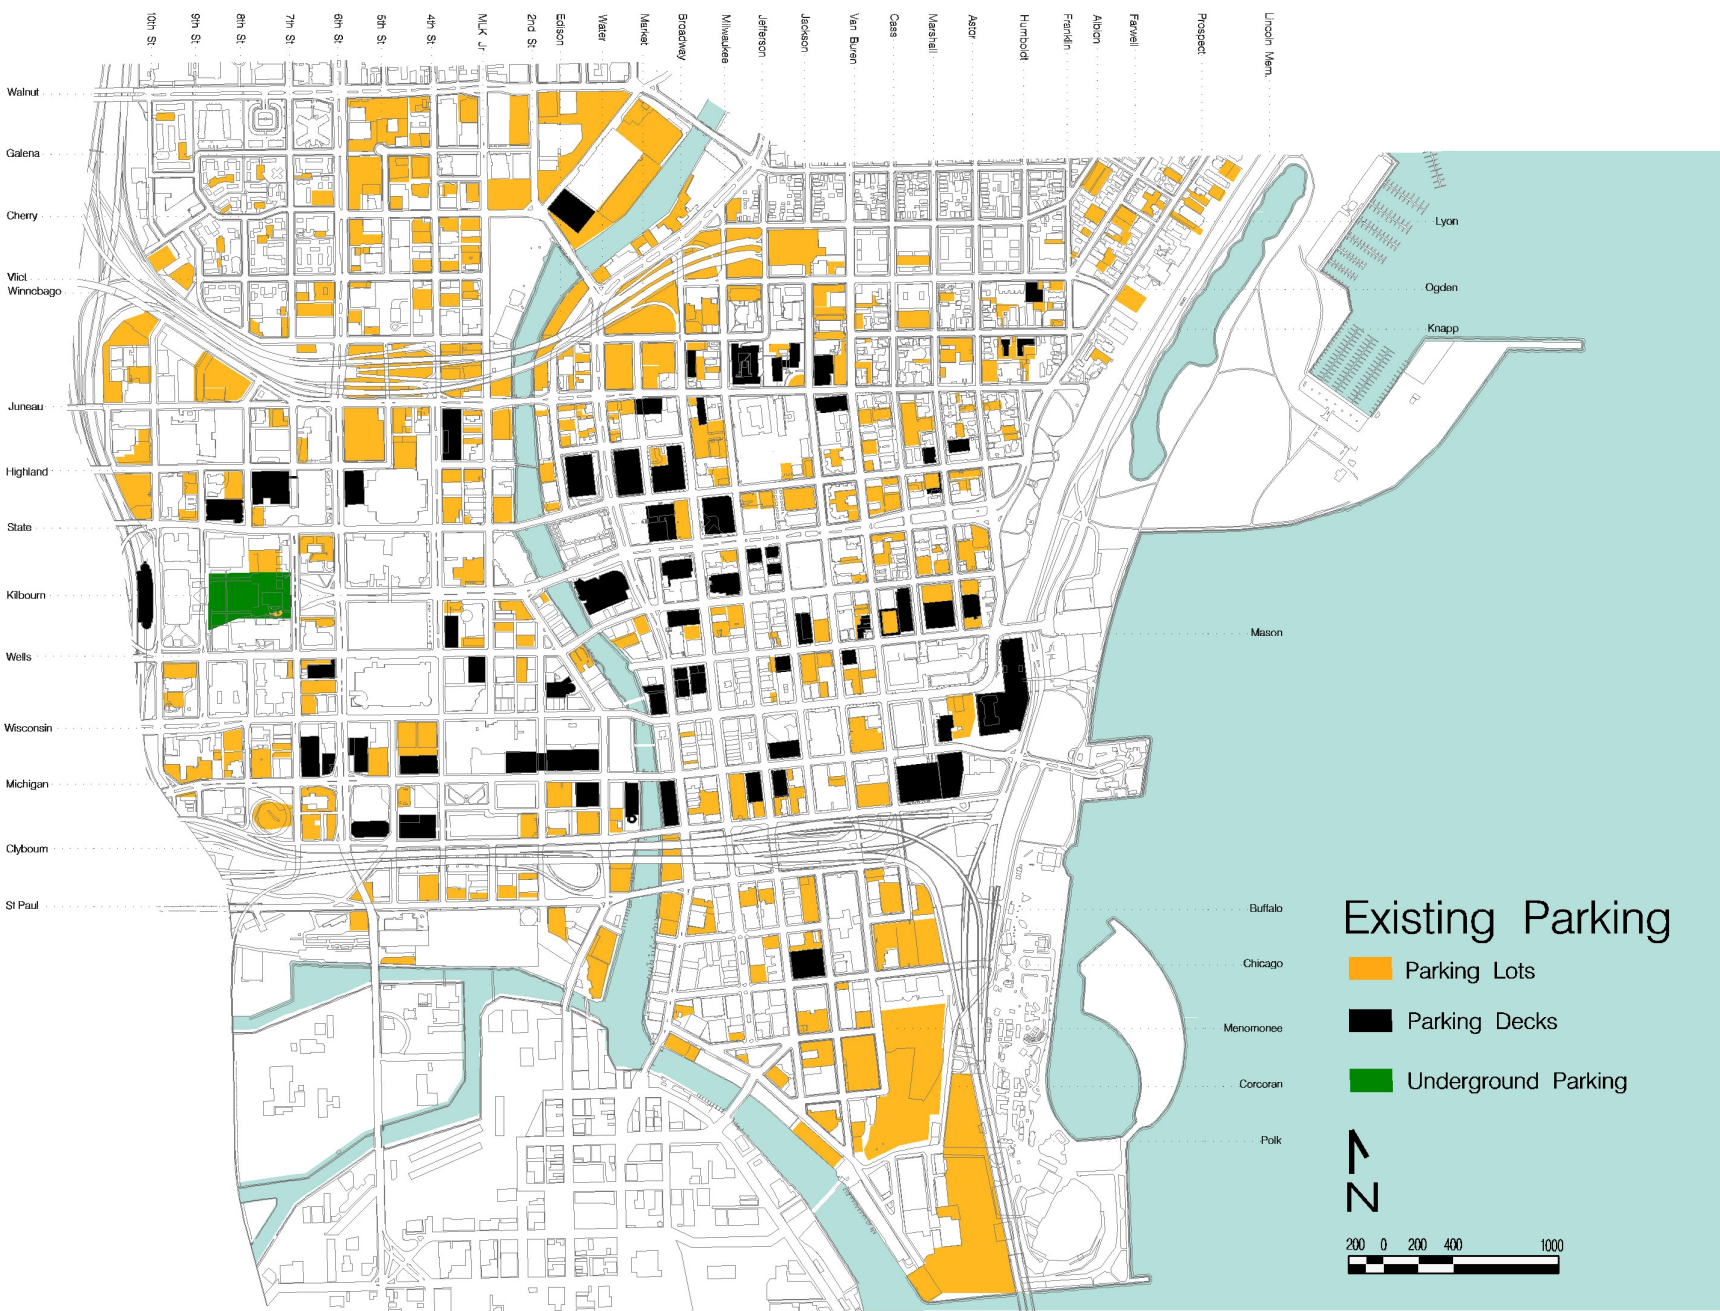 10th St
9th St
8th St
7th St
6th St
5th St
4th St
MLK Jr
2nd St
Edison
Water
Market
Broadway
Milwaukee
Jefferson
Jackson
Van Buren
Cass
Marshall
Astor
Humboldt
Franklin
Albion
Farwell
Prospect
Lincoln Mem.
Walnut
Galena
Cherry
Vliet
Winnebago
Juneau
Highland
State
Kilbourn
Wells
Wisconsin
Michigan
Clybourn
St Paul
Lyon
Ogden
Knapp
Mason
Buffalo
Chicago
Menomonee
Corcoran
Polk
Existing Parking
Parking Lots
Parking Decks
Underground Parking
N
200 0 200 400 1000